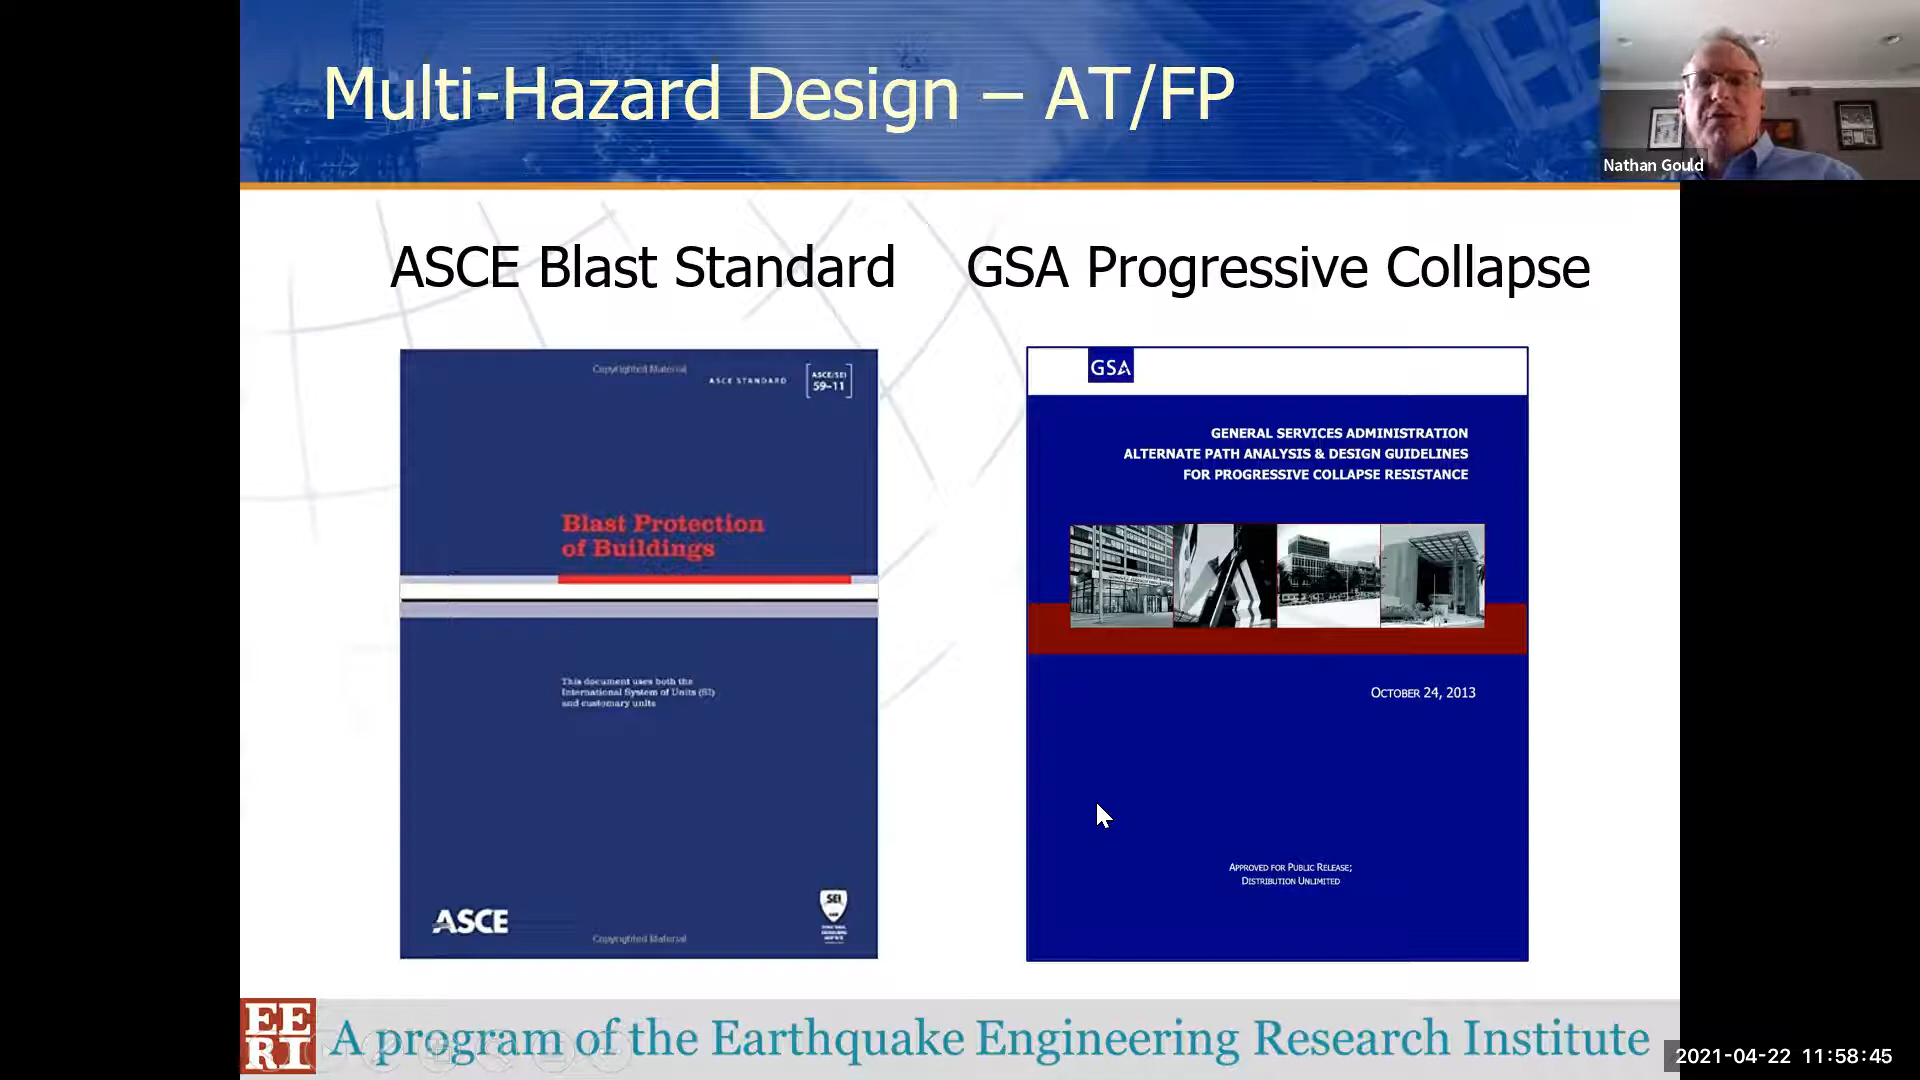 Multi-Hazard Design – AT/FP
Nathan Gould
ASCE Blast Standard
GSA Progressive Collapse
Copyrighted Material
ASCE STANDARD
ASCE/SEI
59–11
Blast Protection
of Buildings
This document uses both the
International System of Units (SI)
and customary units
ASCE
SEI
Copyrighted Material
GSA
GENERAL SERVICES ADMINISTRATION
ALTERNATE PATH ANALYSIS & DESIGN GUIDELINES
FOR PROGRESSIVE COLLAPSE RESISTANCE
OCTOBER 24, 2013
APPROVED FOR PUBLIC RELEASE;
DISTRIBUTION UNLIMITED
EE
RI
A program of the Earthquake Engineering Research Institute
2021-04-22 11:58:45